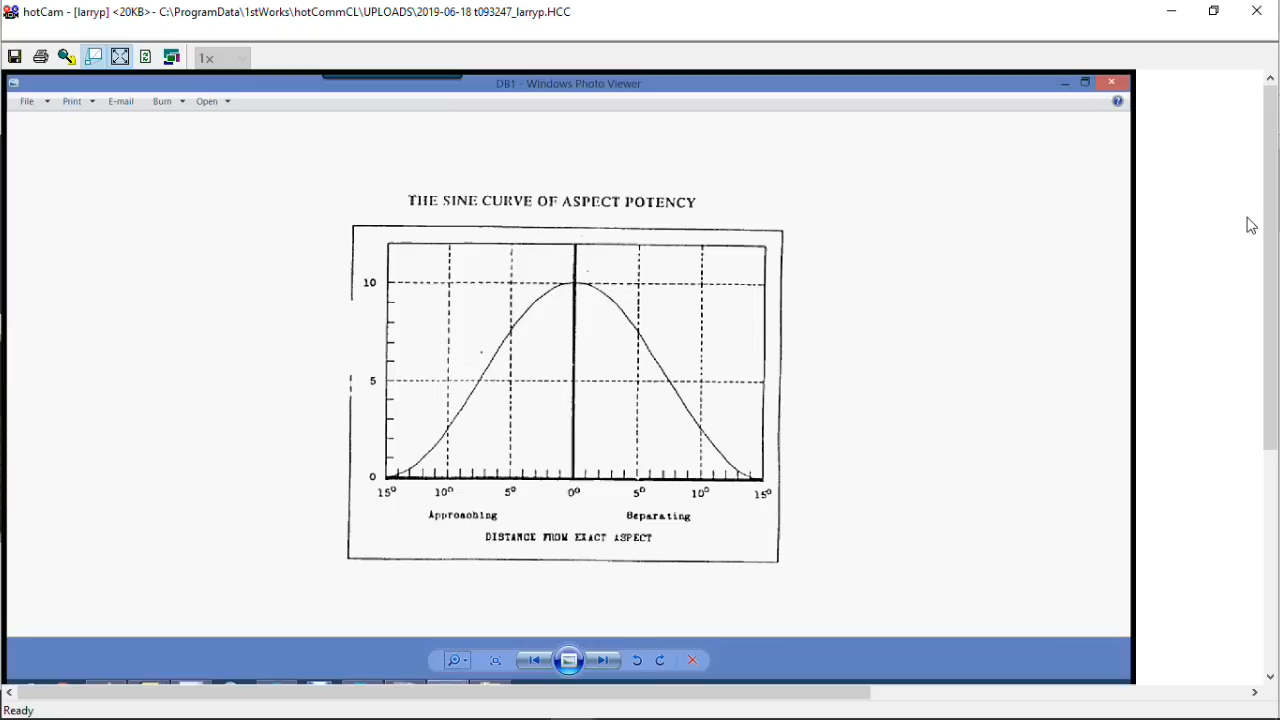 hotCam - [larryp] <20KB>- C:\ProgramData\1stWorks\hotCommCL\UPLOADS\2019-06-18 t093247_larryp.HCC
1x
DB1 - Windows Photo Viewer
File Print E-mail Burn Open
THE SINE CURVE OF ASPECT POTENCY
10
5
0
15° 10° 5° 0° 5° 10° 15°
Approaching Separating
DISTANCE FROM EXACT ASPECT
Ready